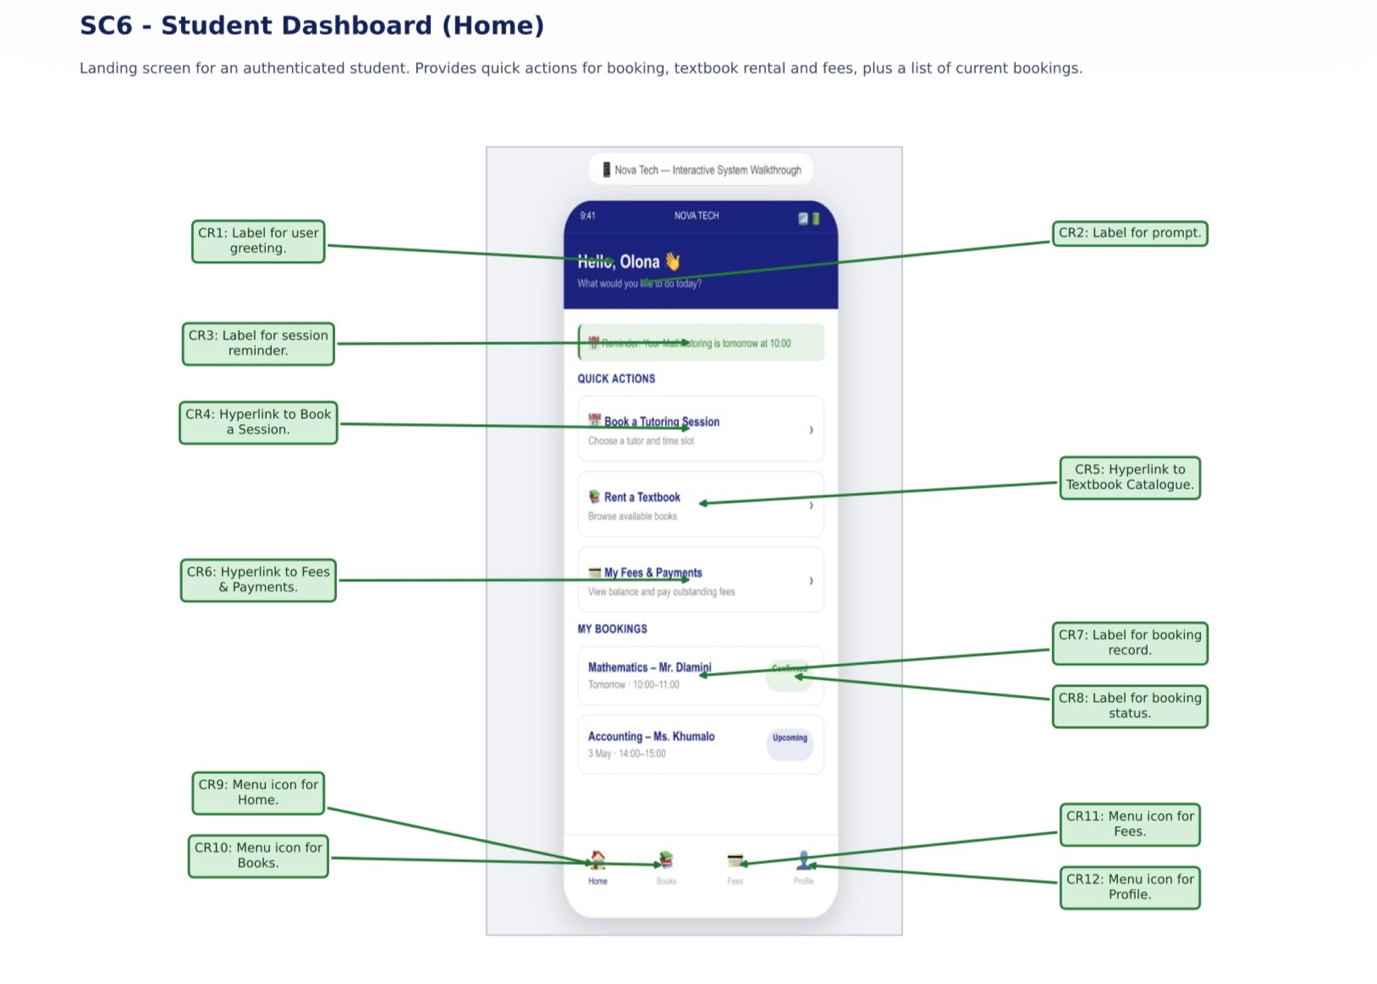 SC6 - Student Dashboard (Home)
Landing screen for an authenticated student. Provides quick actions for booking, textbook rental and fees, plus a list of current bookings.
Nova Tech — Interactive System Walkthrough
9:41 NOVA TECH
CR1: Label for user
greeting.
CR2: Label for prompt.
Hello, Olona 👋
What would you like to do today?
CR3: Label for session
reminder.
Reminder: Your Math tutoring is tomorrow at 10:00
QUICK ACTIONS
CR4: Hyperlink to Book
a Session.
Book a Tutoring Session
Choose a tutor and time slot
›
CR5: Hyperlink to
Textbook Catalogue.
Rent a Textbook
Browse available books
›
CR6: Hyperlink to Fees
& Payments.
My Fees & Payments
View balance and pay outstanding fees
›
MY BOOKINGS
CR7: Label for booking
record.
Mathematics – Mr. Dlamini
Tomorrow · 10:00–11:00
Confirmed
CR8: Label for booking
status.
Accounting – Ms. Khumalo
3 May · 14:00–15:00
Upcoming
CR9: Menu icon for
Home.
CR10: Menu icon for
Books.
CR11: Menu icon for
Fees.
CR12: Menu icon for
Profile.
Home Books Fees Profile